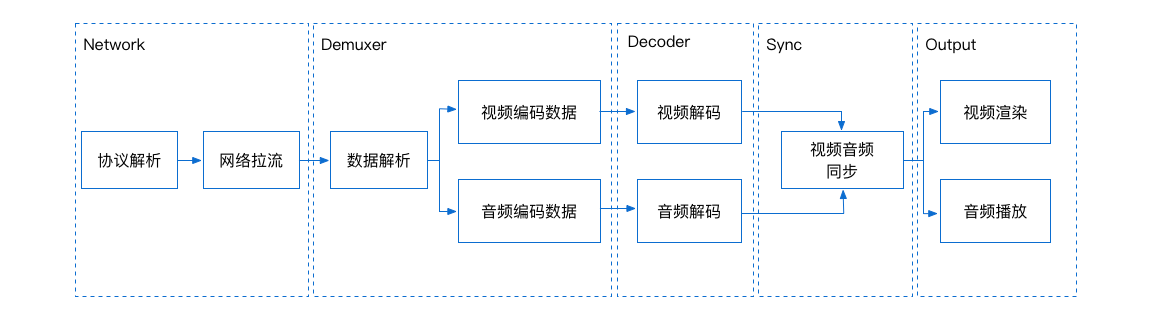 Network
Demuxer
Decoder
Sync
Output
协议解析
网络拉流
数据解析
视频编码数据
音频编码数据
视频解码
音频解码
视频音频
同步
视频渲染
音频播放